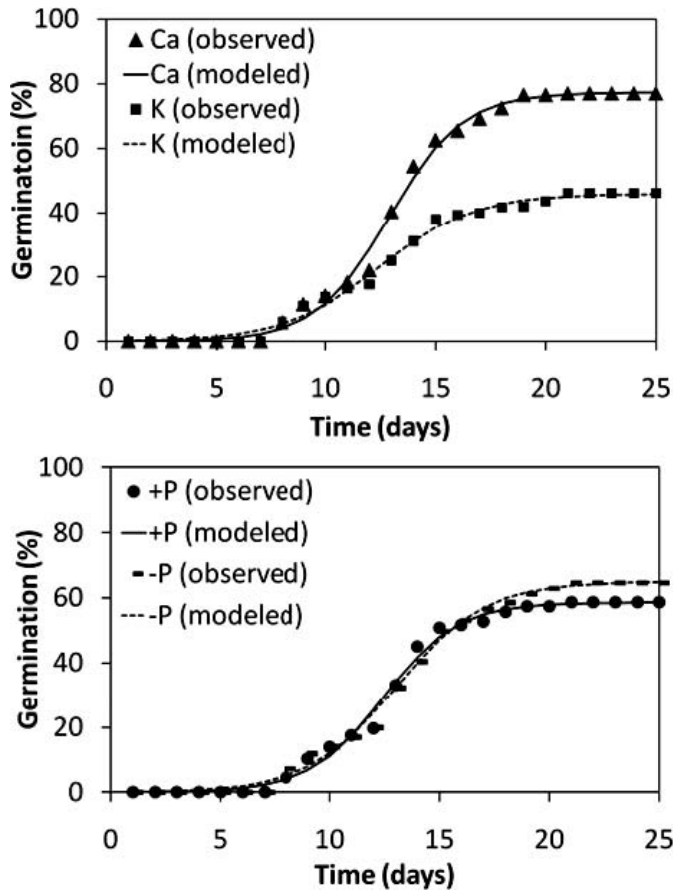 100
80
60
40
20
0
Germinatoin (%)
Ca (observed)
Ca (modeled)
K (observed)
K (modeled)
0 5 10 15 20 25
Time (days)
100
80
60
40
20
0
Germination (%)
+P (observed)
+P (modeled)
-P (observed)
-P (modeled)
0 5 10 15 20 25
Time (days)